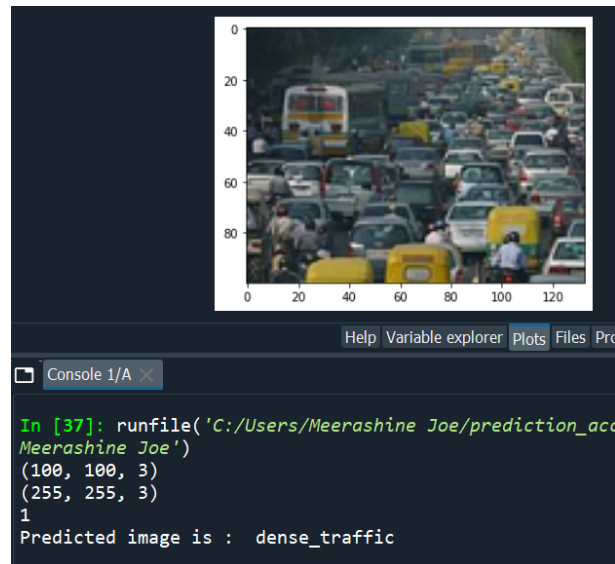 0
20
40
60
80
0 20 40 60 80 100 120
Help Variable explorer Plots Files
Console 1/A
In [37]: runfile('C:/Users/Meerashine Joe/prediction_acc
Meerashine Joe')
(100, 100, 3)
(255, 255, 3)
1
Predicted image is :  dense_traffic